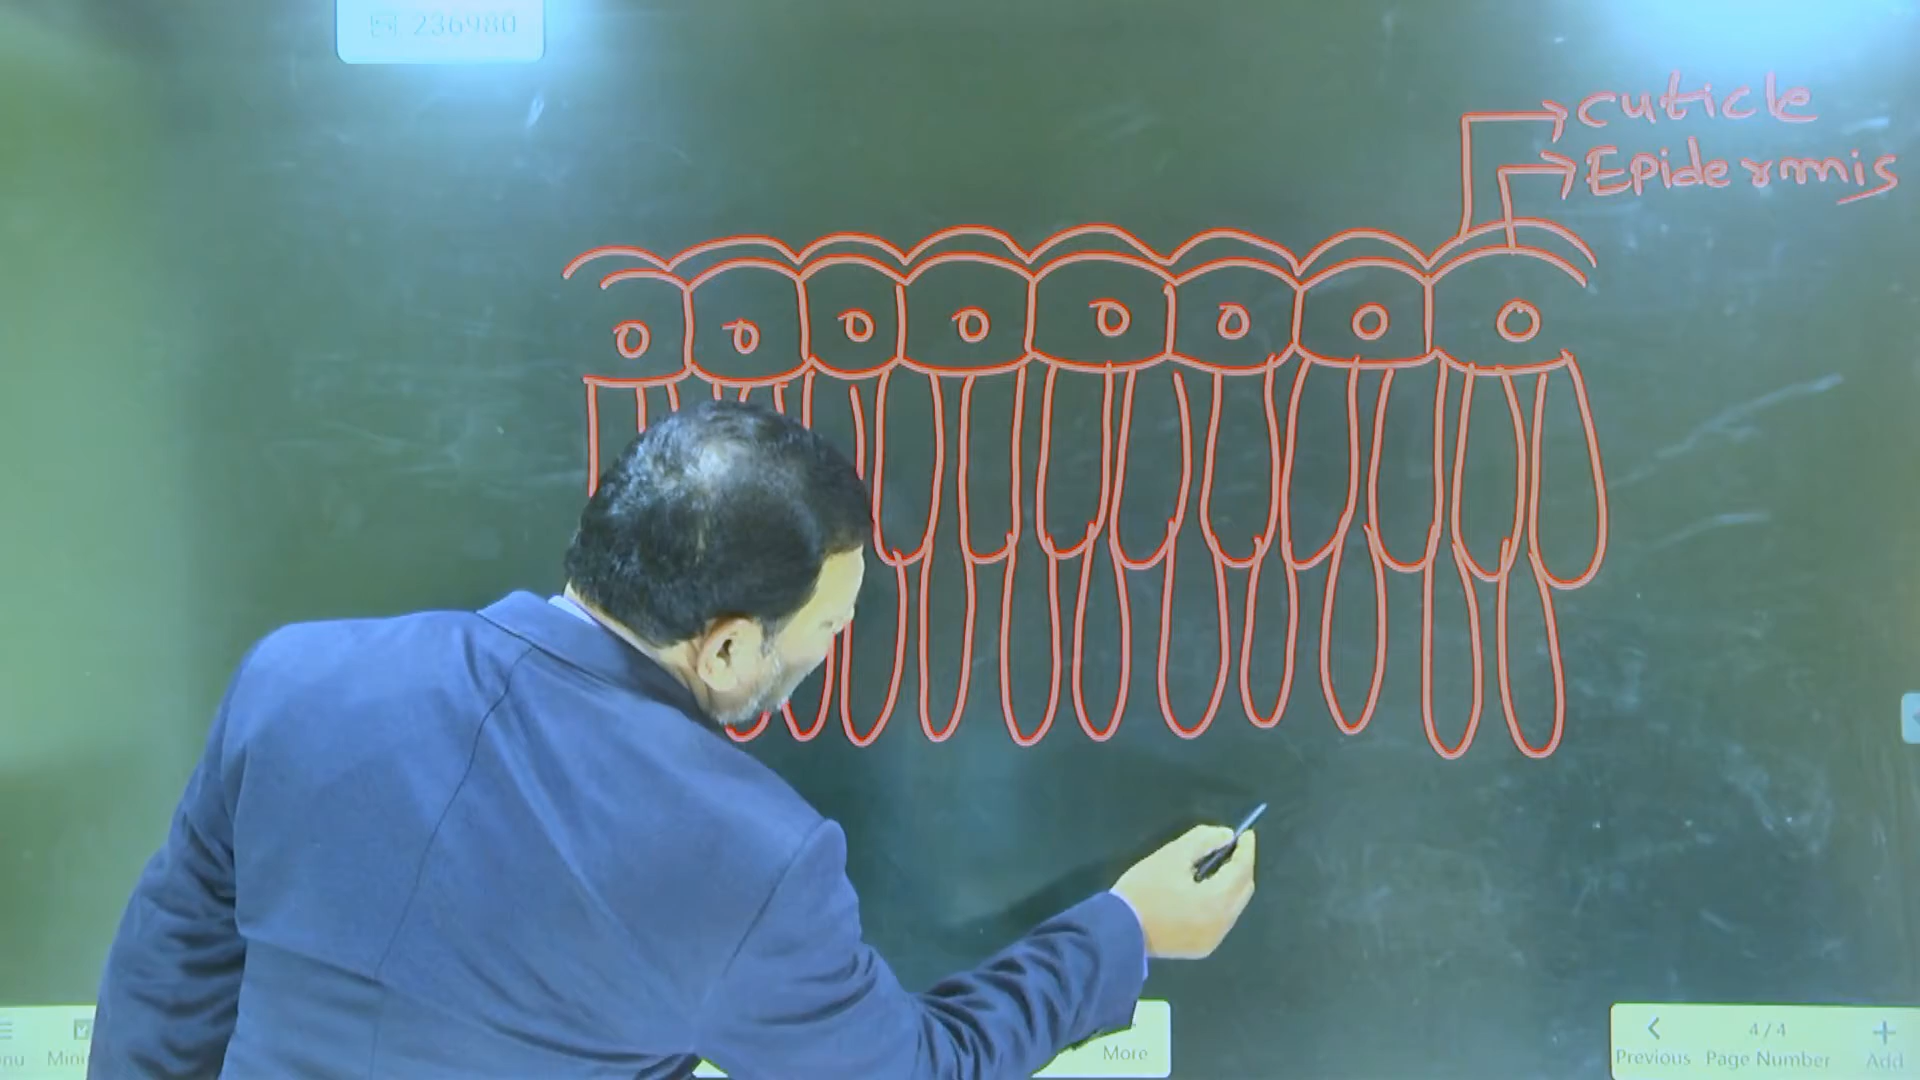 236980
cuticle
Epidermis
More
Previous
4/4
Page Number
Add